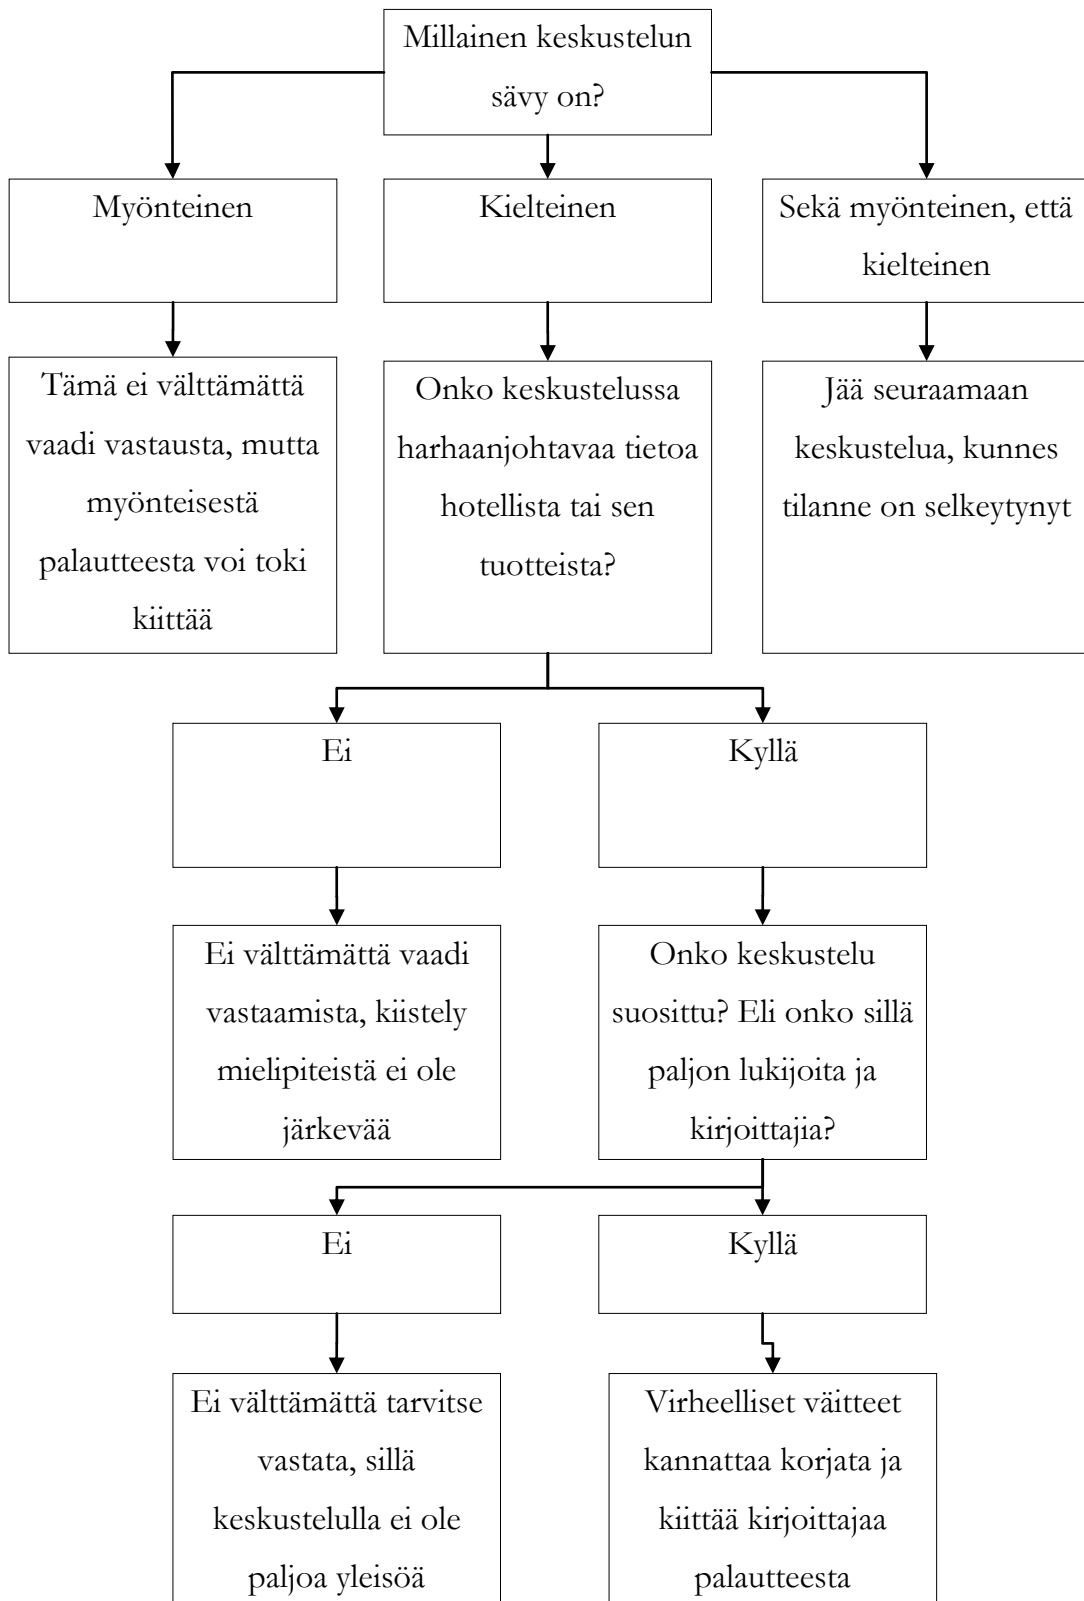 Millainen keskustelun
sävy on?
Myönteinen
Kielteinen
Sekä myönteinen, että
kielteinen
Tämä ei välttämättä
vaadi vastausta, mutta
myönteisestä
palautteesta voi toki
kiittää
Onko keskustelussa
harhaanjohtavaa tietoa
hotellista tai sen
tuotteista?
Jää seuraamaan
keskustelua, kunnes
tilanne on selkeytynyt
Ei
Kyllä
Ei välttämättä vaadi
vastaamista, kiistely
mielipiteistä ei ole
järkevää
Onko keskustelu
suosittu? Eli onko sillä
paljon lukijoita ja
kirjoittajia?
Ei
Kyllä
Ei välttämättä tarvitse
vastata, sillä
keskustelulla ei ole
paljoa yleisöä
Virheelliset väitteet
kannattaa korjata ja
kiittää kirjoittajaa
palautteesta